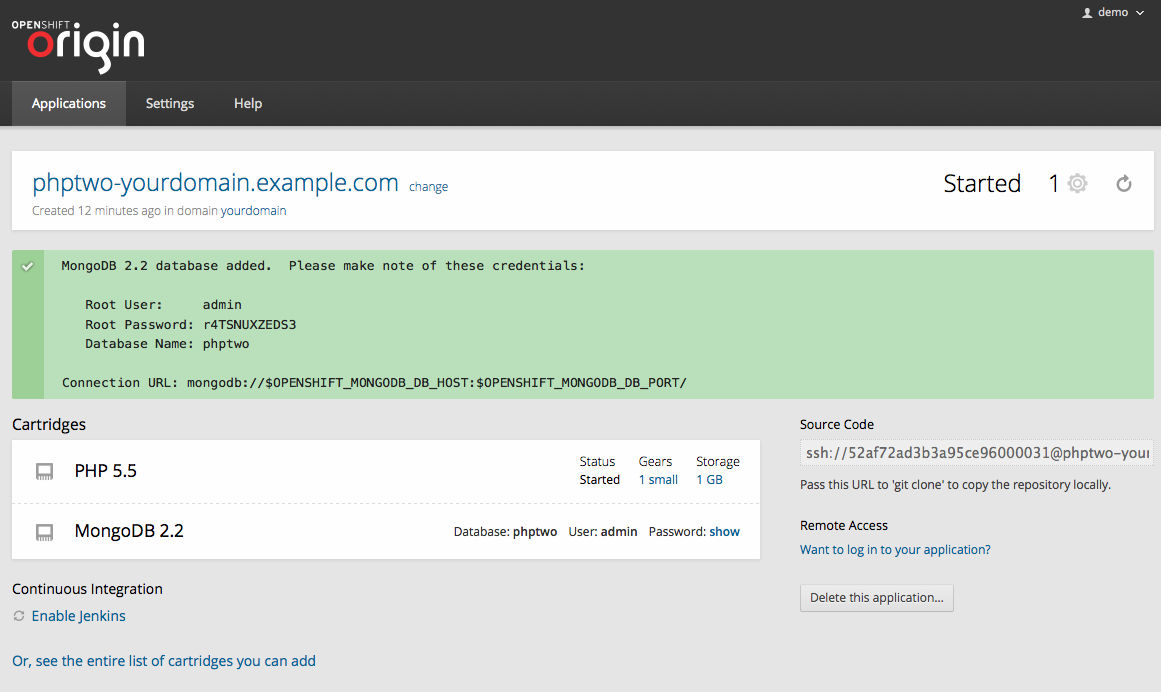 OPENSHIFT
origin
demo
Applications Settings Help
phptwo-yourdomain.example.com change
Started 1
Created 12 minutes ago in domain yourdomain
MongoDB 2.2 database added.  Please make note of these credentials:
Root User:     admin
Root Password: r4TSNUXZEDS3
Database Name: phptwo
Connection URL: mongodb://$OPENSHIFT_MONGODB_DB_HOST:$OPENSHIFT_MONGODB_DB_PORT/
Cartridges
PHP 5.5
Status Gears Storage
Started 1 small 1 GB
MongoDB 2.2
Database: phptwo User: admin Password: show
Continuous Integration
Enable Jenkins
Or, see the entire list of cartridges you can add
Source Code
ssh://52af72ad3b3a95ce96000031@phptwo-your
Pass this URL to 'git clone' to copy the repository locally.
Remote Access
Want to log in to your application?
Delete this application...